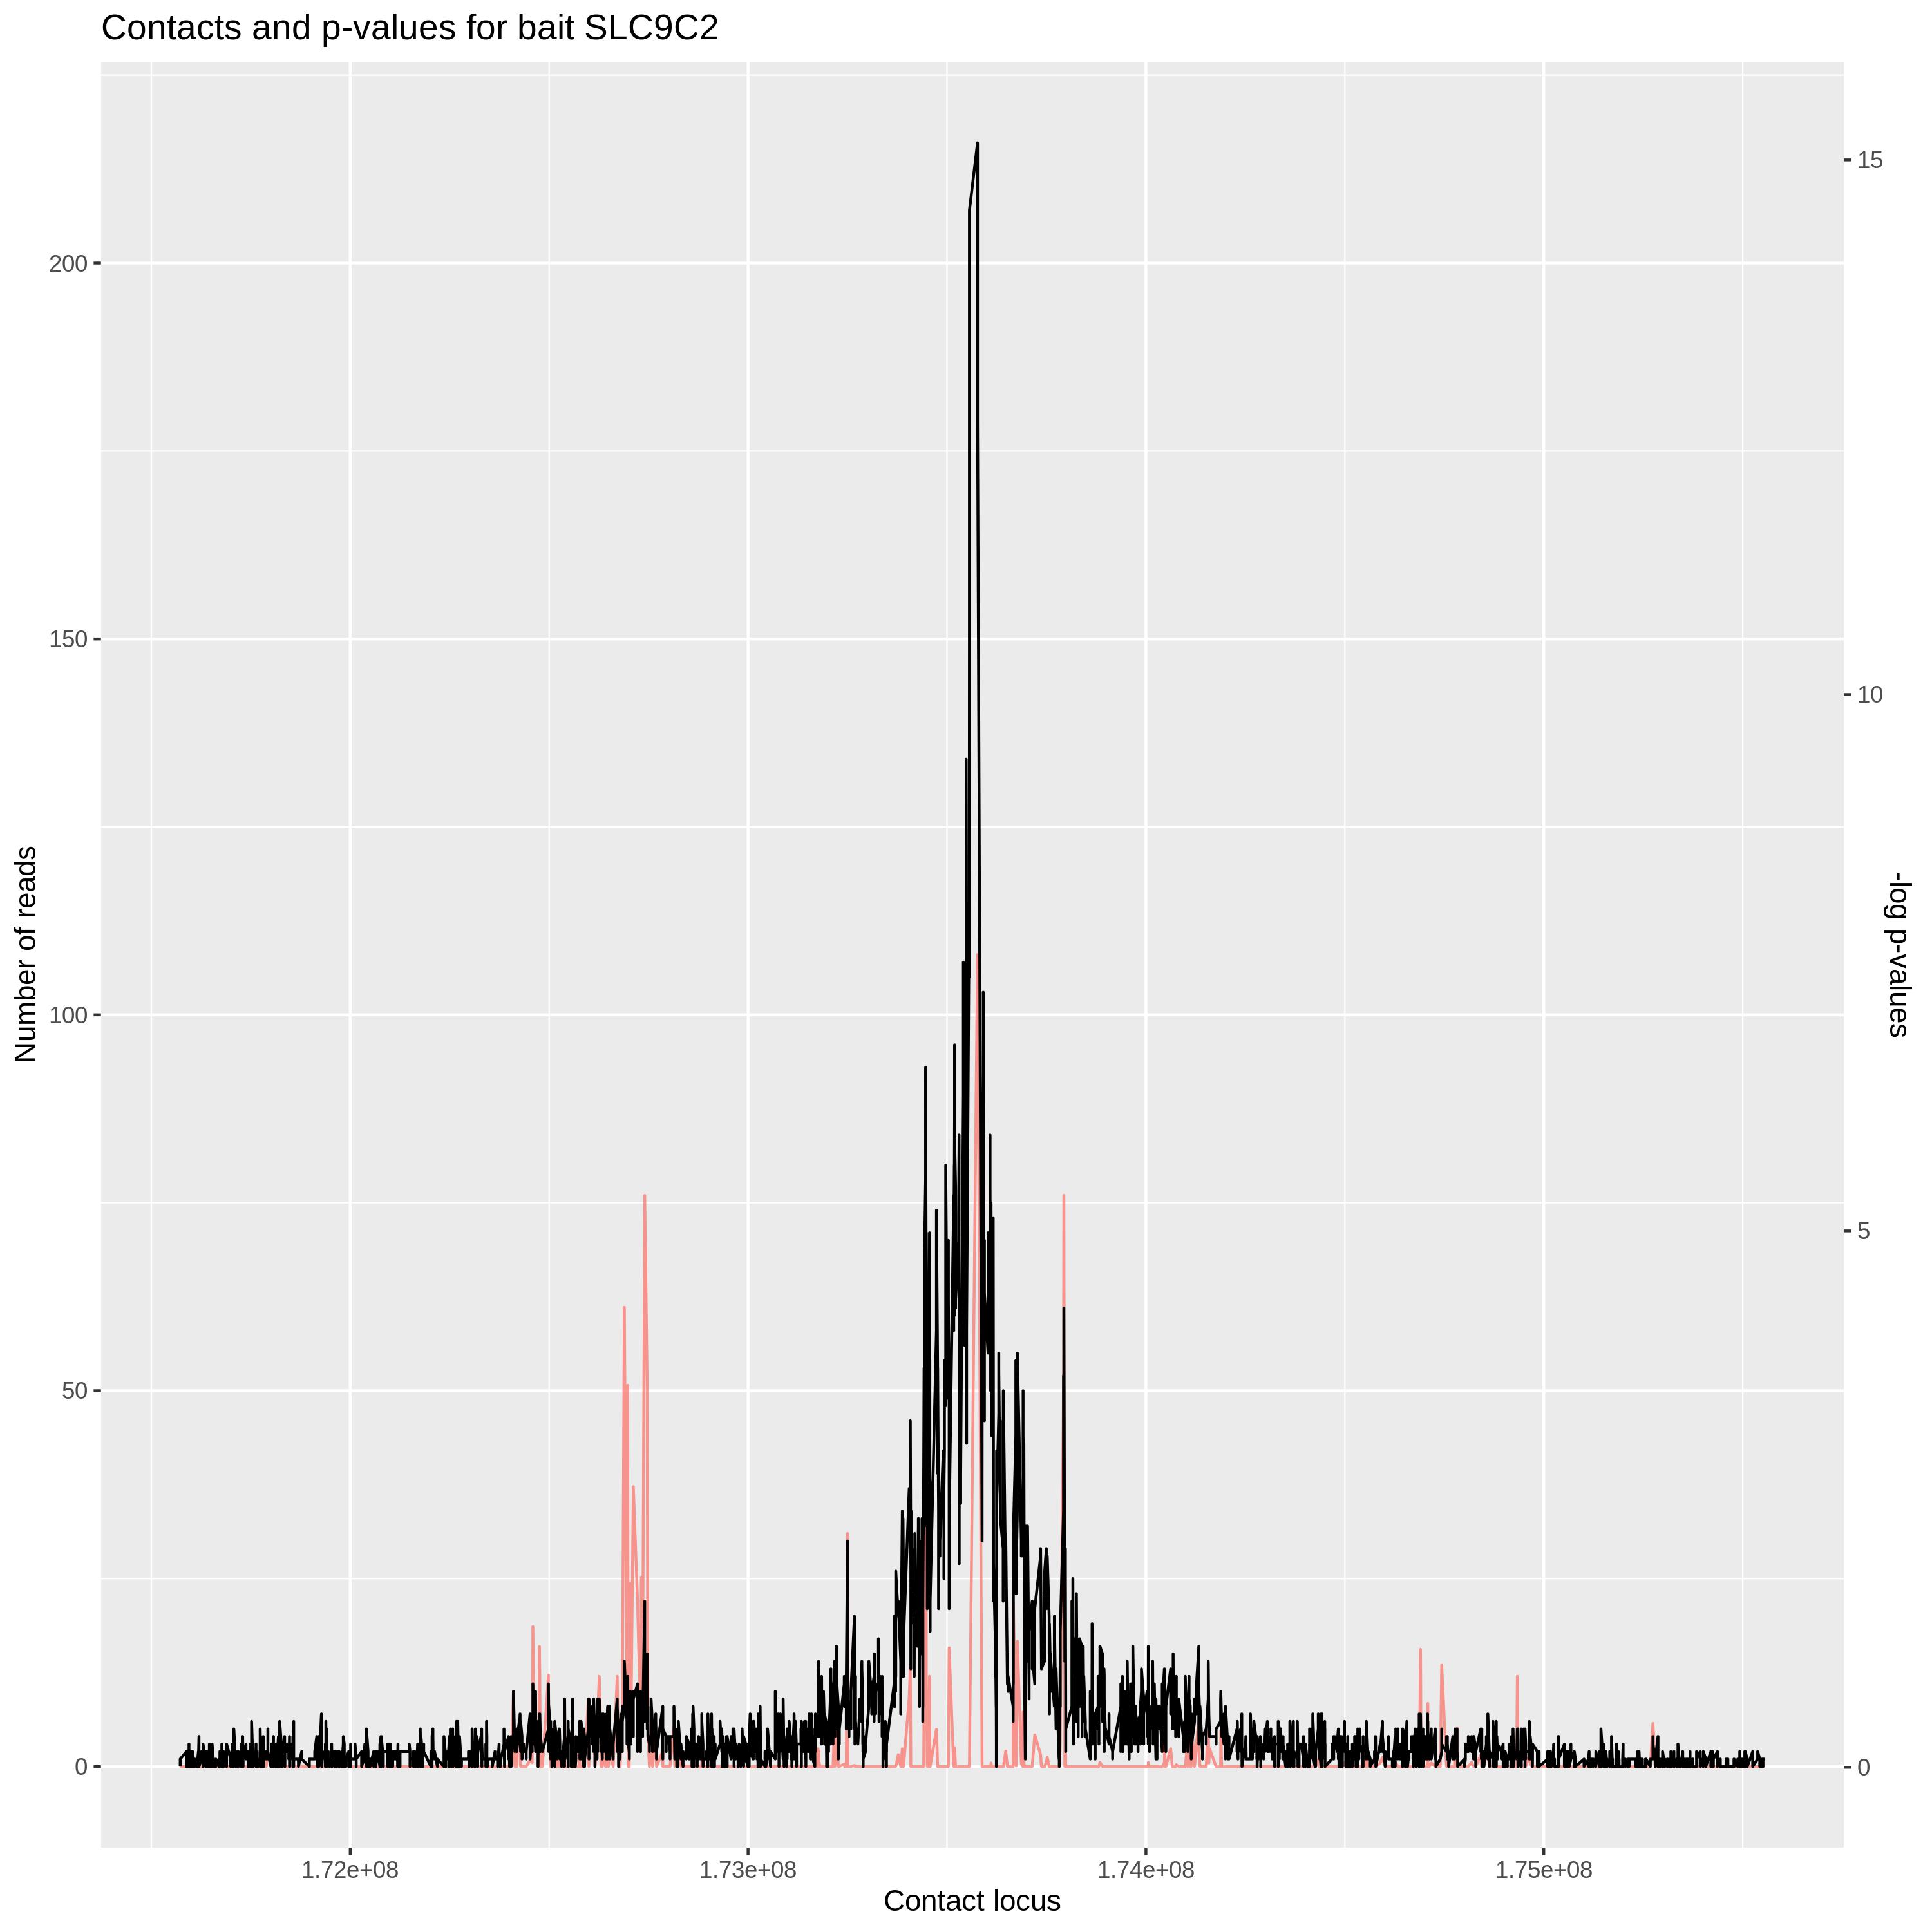 Contacts and p-values for bait SLC9C2
200
150
100
50
0
Number of reads
15
10
5
0
-log p-values
1.72e+08
1.73e+08
1.74e+08
1.75e+08
Contact locus